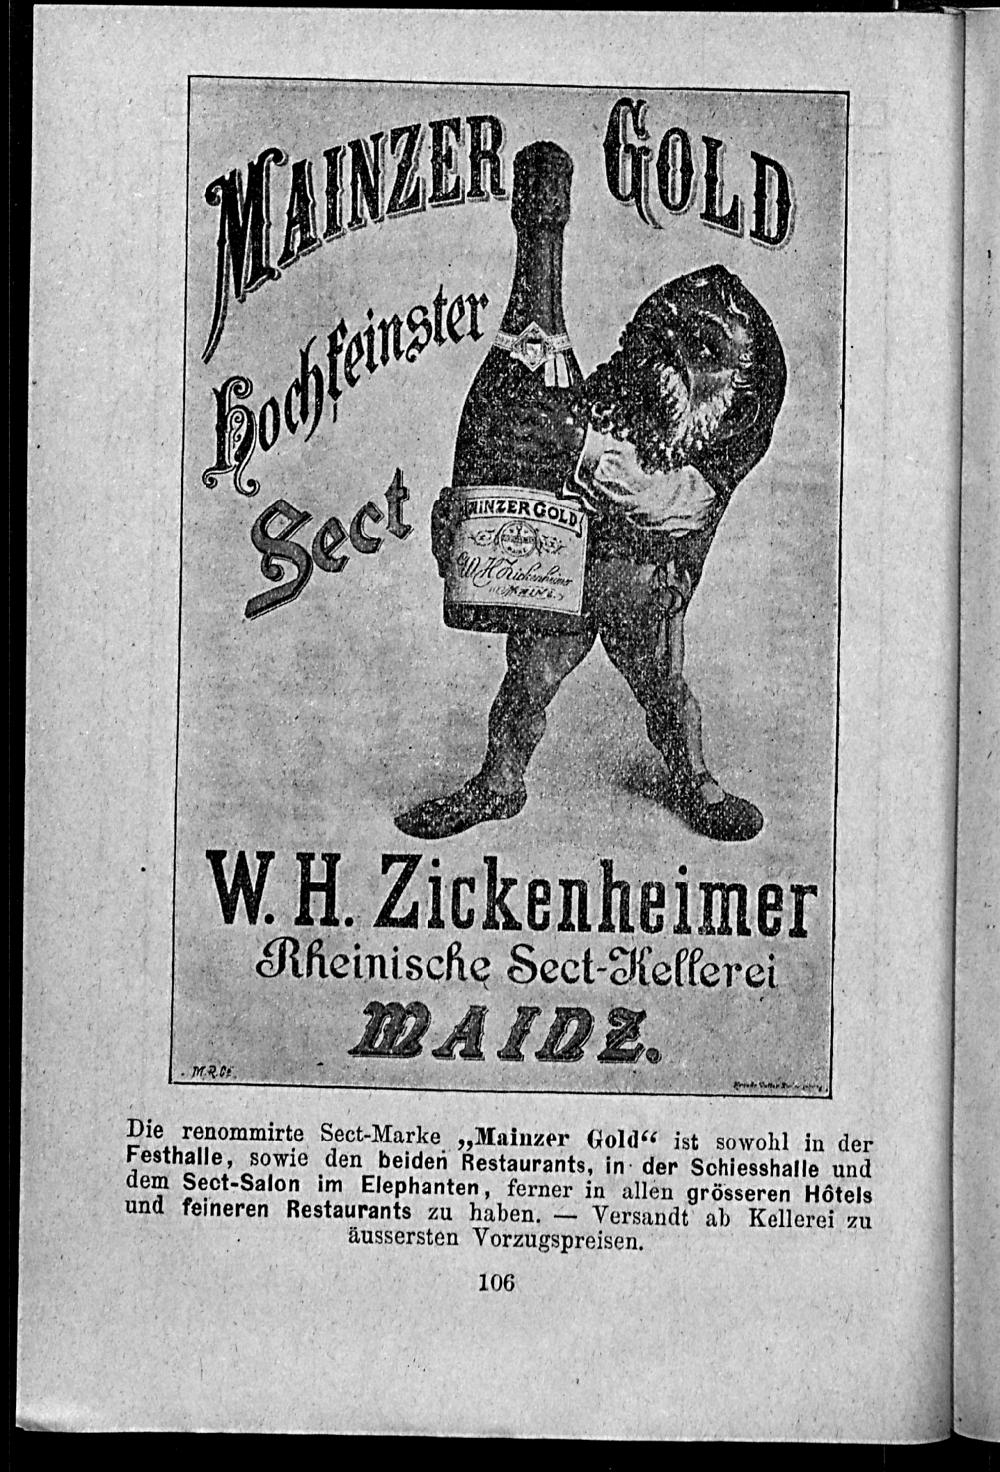 MAINZER GOLD
Hochfeinster
Sect
MAINZER GOLD
W. H. Zickenheimer
MAINZ.
W. H. Zickenheimer
Rheinische Sect-Kellerei
MAINZ.
M. R. Cº.
Die renommirte Sect-Marke „Mainzer Gold“ ist sowohl in der
Festhalle, sowie den beiden Restaurants, in der Schiesshalle und
dem Sect-Salon im Elephanten, ferner in allen grösseren Hôtels
und feineren Restaurants zu haben. — Versandt ab Kellerei zu
äussersten Vorzugspreisen.
106